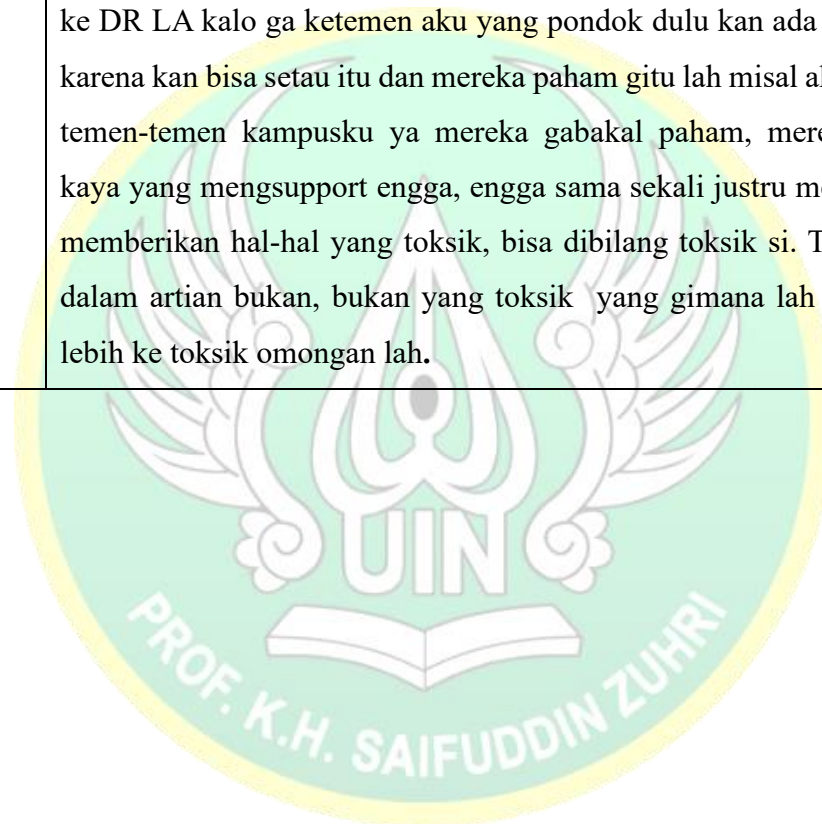 ke DR LA kalo ga ketemen aku yang pondok dulu kan ada
karena kan bisa setau itu dan mereka paham gitu lah misal al
temen-temen kampusku ya mereka gabakal paham, mere
kaya yang mengsupport engga, engga sama sekali justru me
memberikan hal-hal yang toksik, bisa dibilang toksik si. T
dalam artian bukan, bukan yang toksik yang gimana lah
lebih ke toksik omongan lah.
UIN
PROF. K.H. SAIFUDDIN ZUHRI